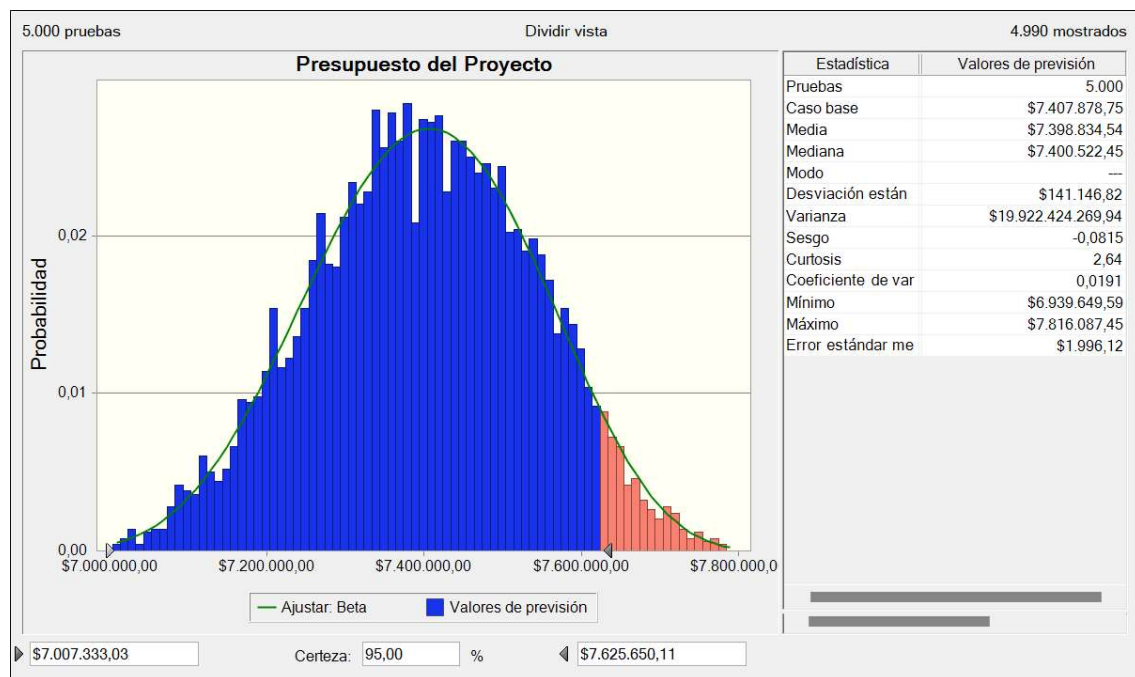 5.000 pruebas Dividir vista 4.990 mostrados
Presupuesto del Proyecto
Probabilidad
0,02
0,01
0,00
$7.000.000,00 $7.200.000,00 $7.400.000,00 $7.600.000,00 $7.800.000,0
Ajustar: Beta Valores de previsión
Estadística Valores de previsión
Pruebas 5.000
Caso base $7.407.878,75
Media $7.398.834,54
Mediana $7.400.522,45
Modo ---
Desviación están $141.146,82
Varianza $19.922.424.269,94
Sesgo -0,0815
Curtosis 2,64
Coeficiente de var 0,0191
Mínimo $6.939.649,59
Máximo $7.816.087,45
Error estándar me $1.996,12
$7.007.333,03 Certeza: 95,00 % $7.625.650,11